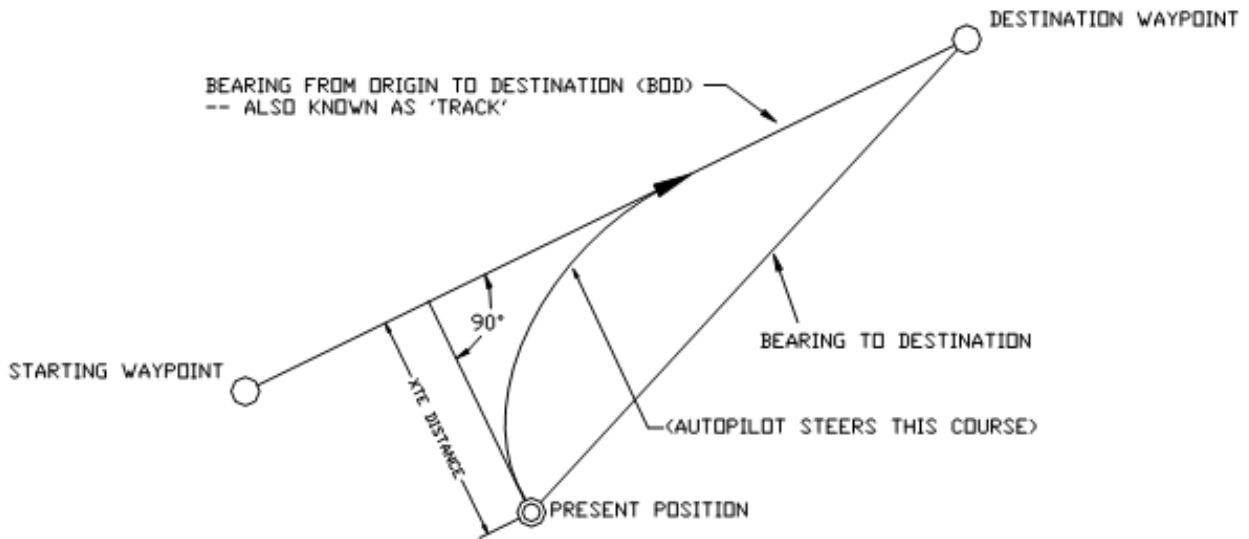 DESTINATION WAYPOINT
BEARING FROM ORIGIN TO DESTINATION (BOD)
-- ALSO KNOWN AS 'TRACK'
90°
BEARING TO DESTINATION
STARTING WAYPOINT
XTE DISTANCE
(AUTOPILOT STEERS THIS COURSE)
PRESENT POSITION